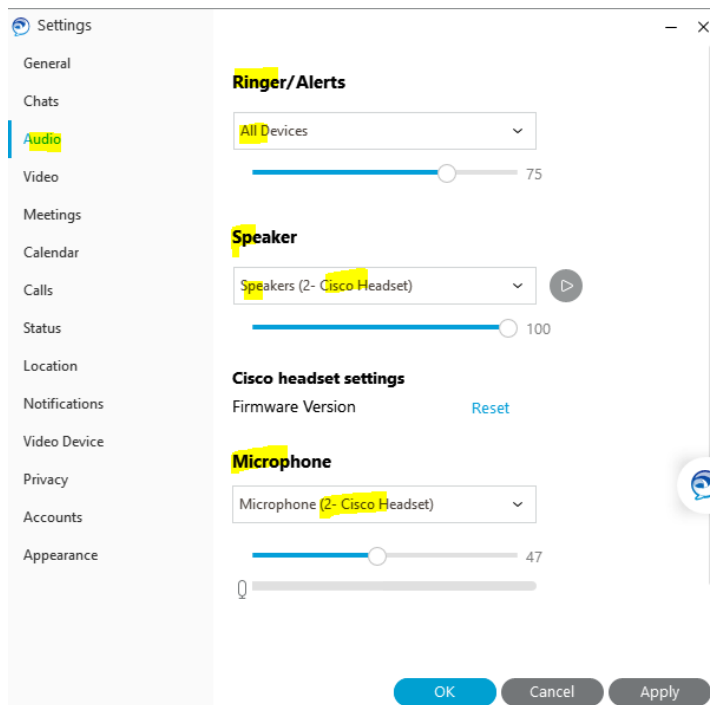 Settings
General
Chats
Audio
Video
Meetings
Calendar
Calls
Status
Location
Notifications
Video Device
Privacy
Accounts
Appearance
Ringer/Alerts
All Devices
75
Speaker
Speakers (2- Cisco Headset)
100
Cisco headset settings
Firmware Version Reset
Microphone
Microphone (2- Cisco Headset)
47
OK Cancel Apply